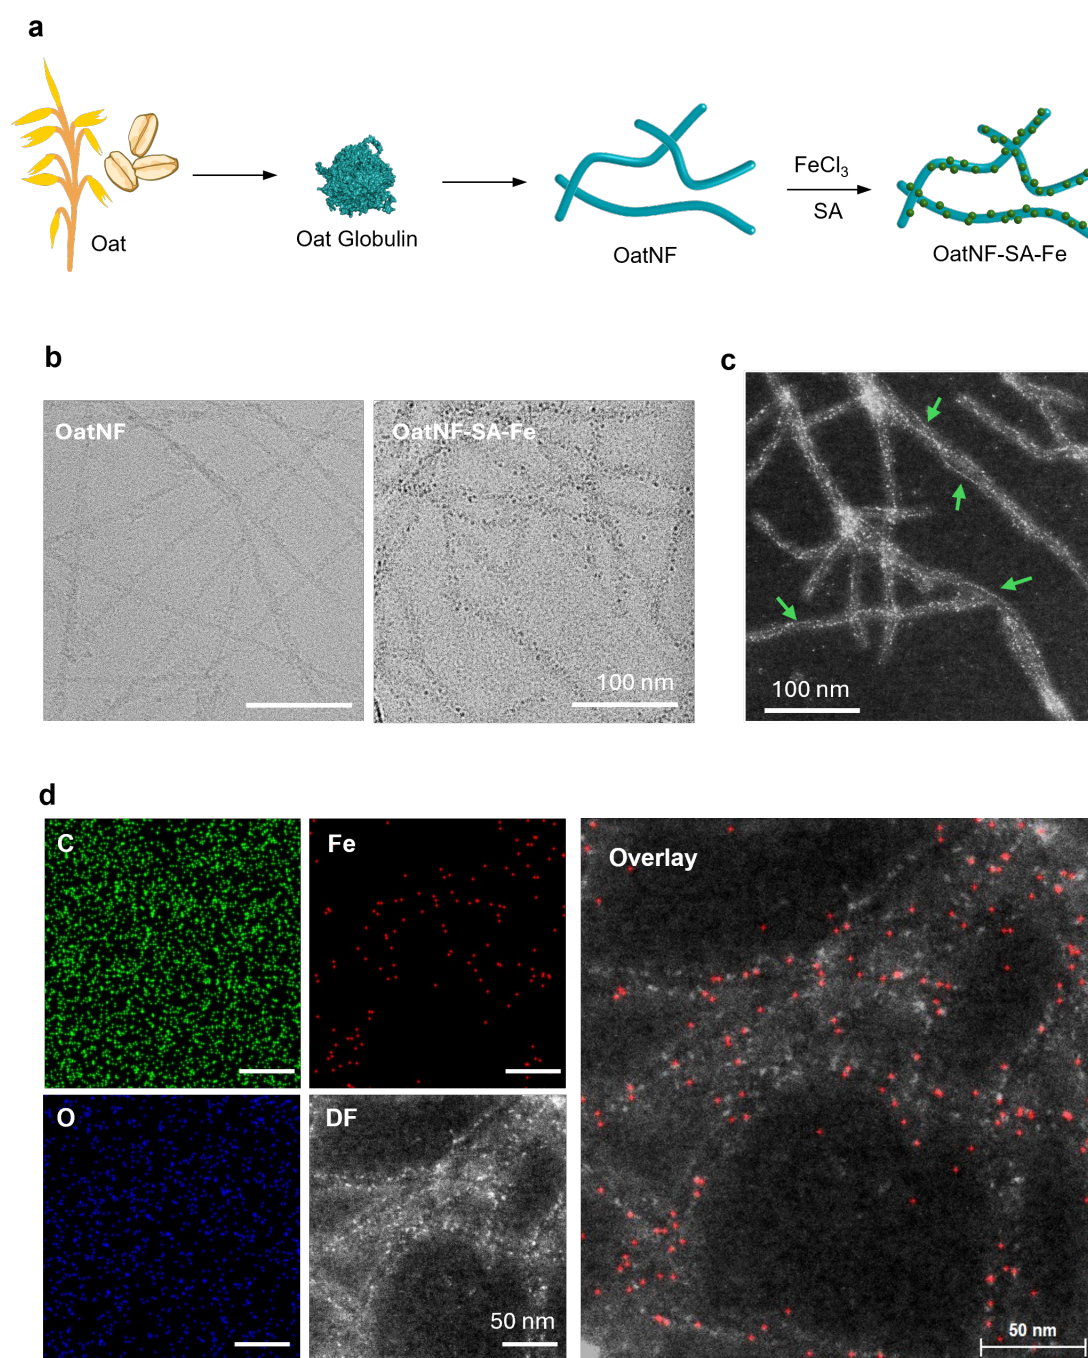 a
Oat
Oat Globulin
OatNF
FeCl₃
SA
OatNF-SA-Fe
b
OatNF
OatNF-SA-Fe
100 nm
c
100 nm
d
C
Fe
O
DF
50 nm
Overlay
50 nm